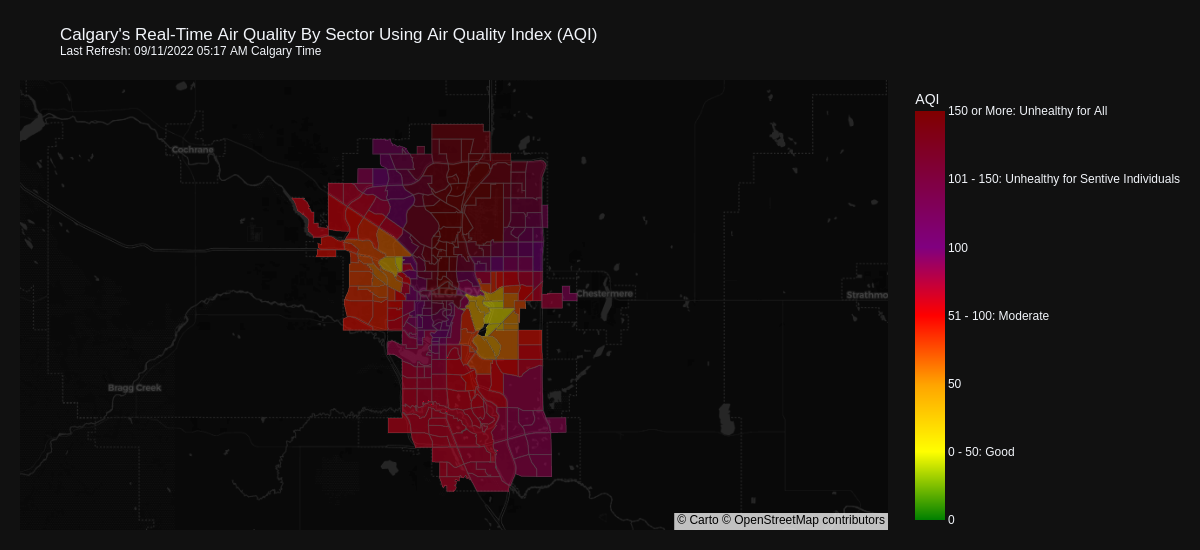 Calgary's Real-Time Air Quality By Sector Using Air Quality Index (AQI)
Last Refresh: 09/11/2022 05:17 AM Calgary Time
AQI
150 or More: Unhealthy for All
Cochrane
101 - 150: Unhealthy for Sentive Individuals
100
Chestermere
Strathmo
51 - 100: Moderate
Bragg Creek
50
0 - 50: Good
© Carto © OpenStreetMap contributors
0